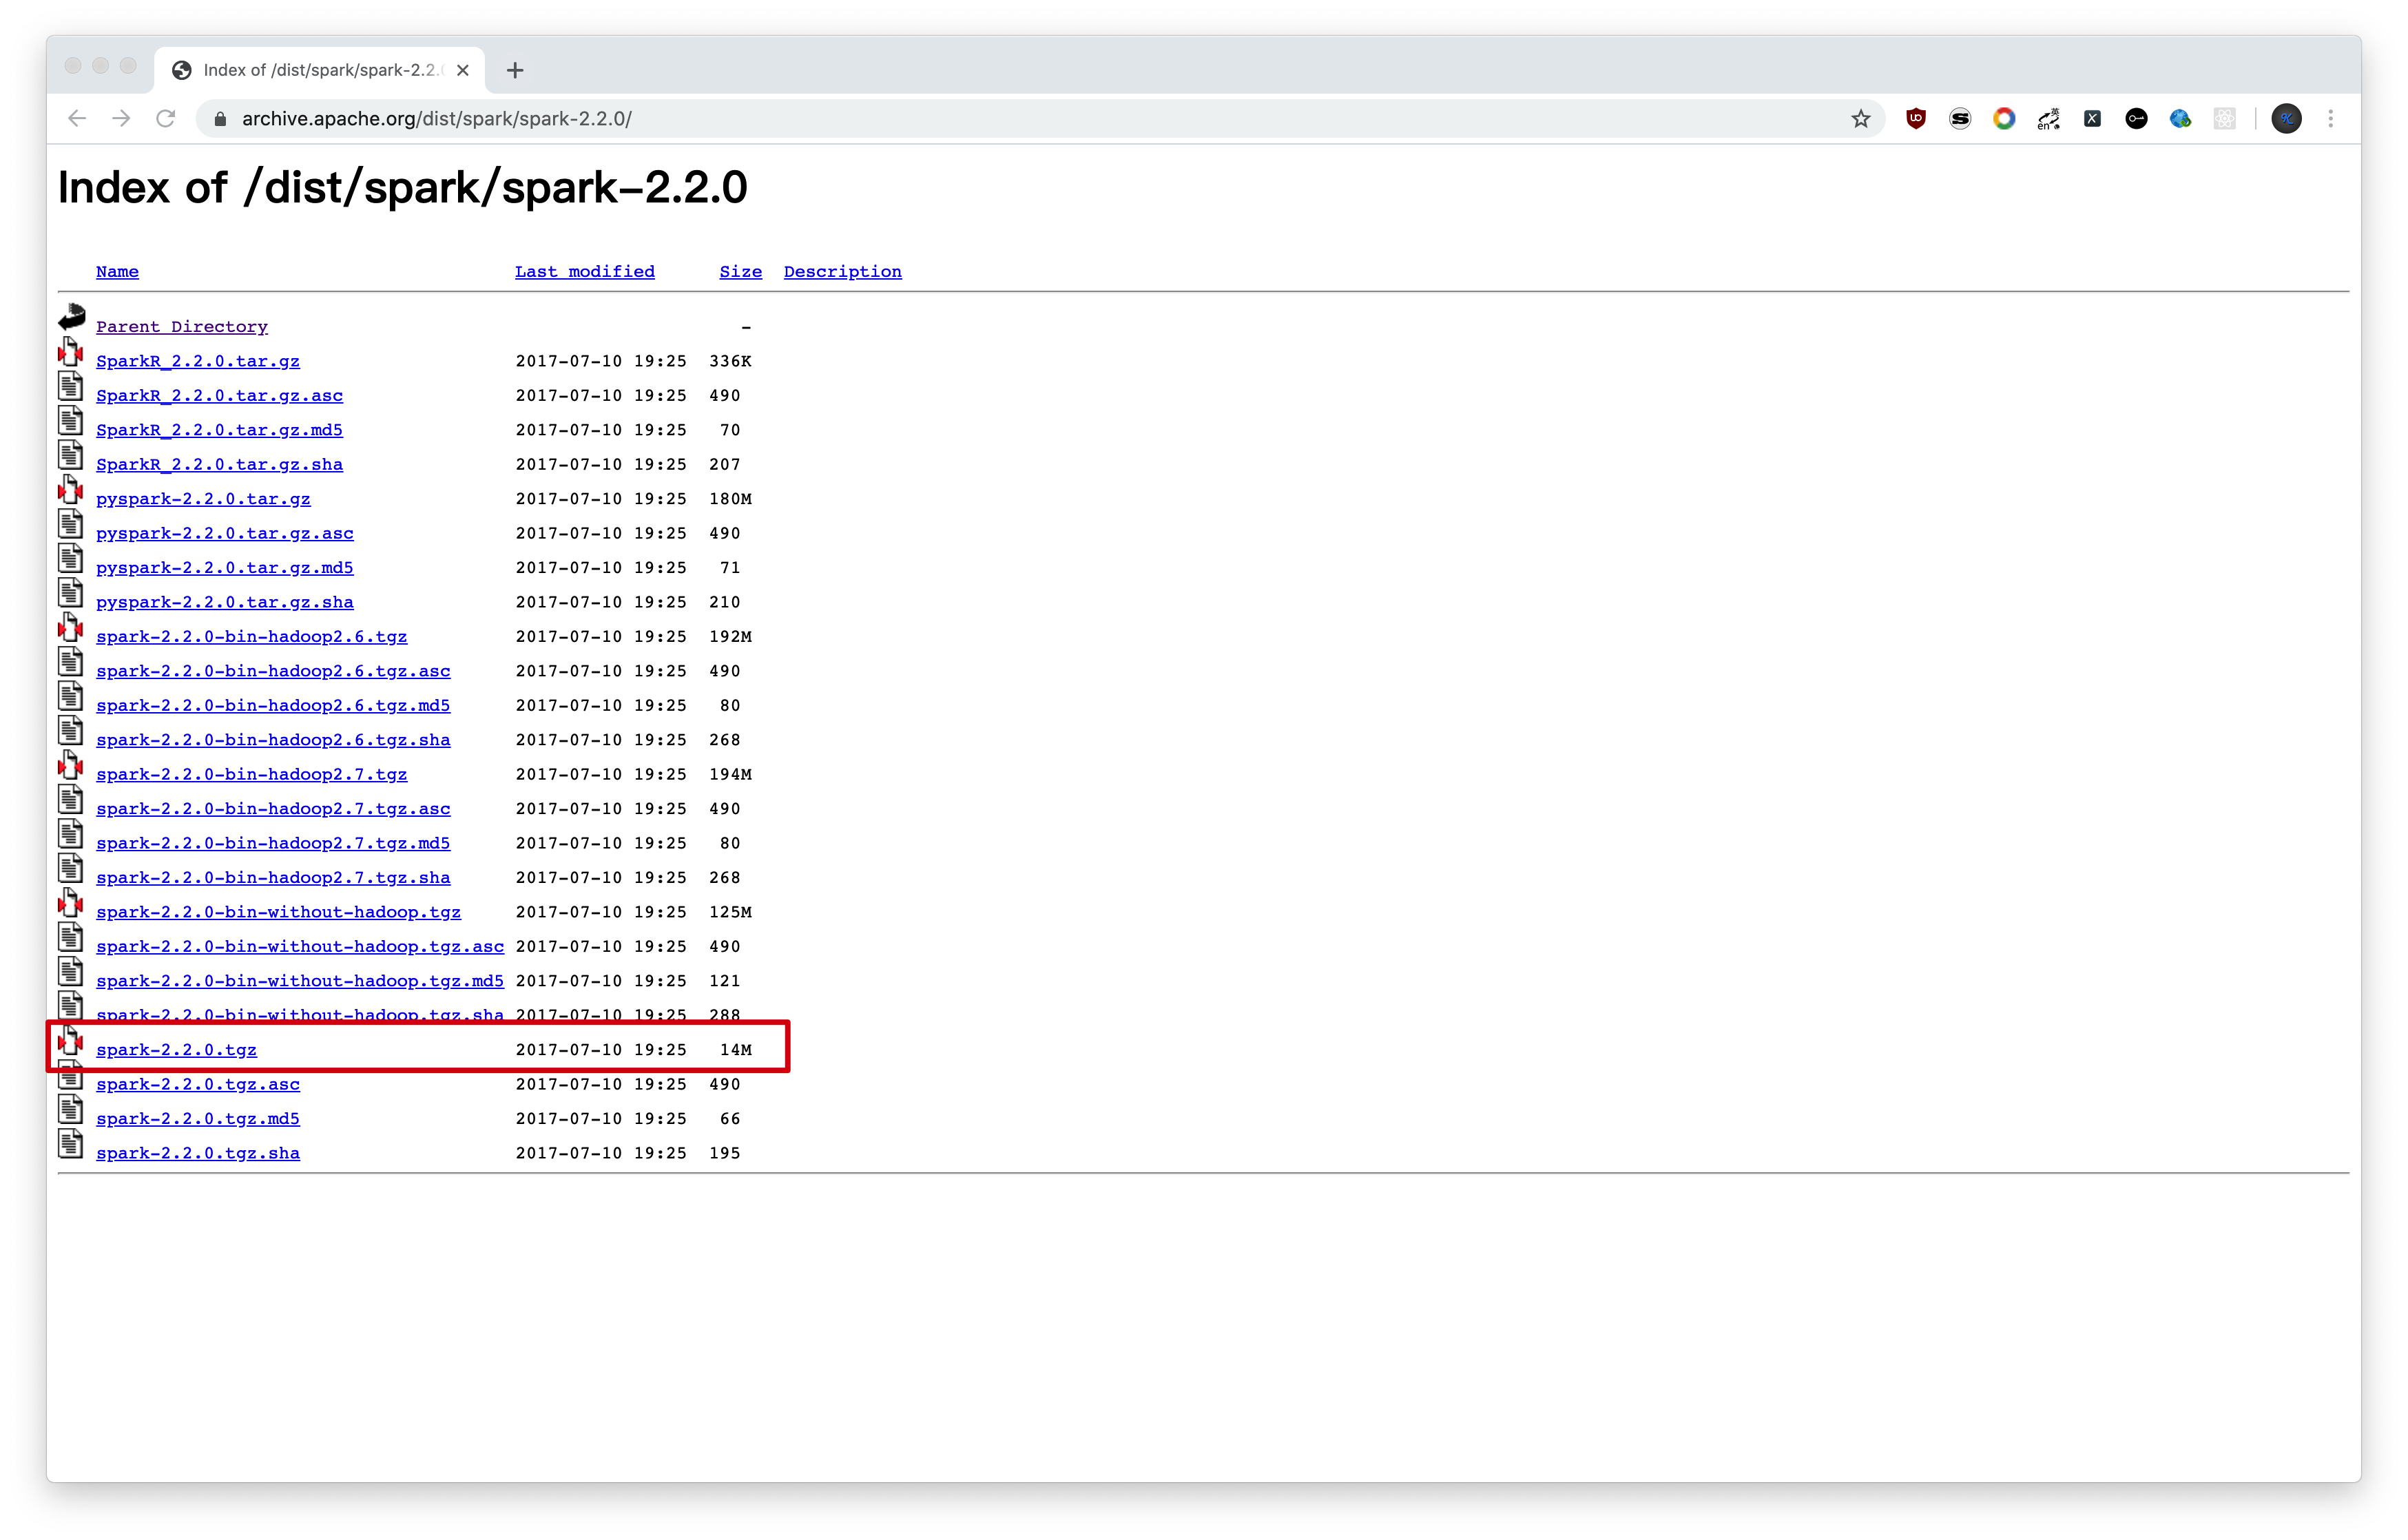 Index of /dist/spark/spark-2.2.0
archive.apache.org/dist/spark/spark-2.2.0/
英
en
Index of /dist/spark/spark-2.2.0
Name Last modified Size Description
Parent Directory -
SparkR_2.2.0.tar.gz 2017-07-10 19:25 336K
SparkR_2.2.0.tar.gz.asc 2017-07-10 19:25 490
SparkR_2.2.0.tar.gz.md5 2017-07-10 19:25 70
SparkR_2.2.0.tar.gz.sha 2017-07-10 19:25 207
pyspark-2.2.0.tar.gz 2017-07-10 19:25 180M
pyspark-2.2.0.tar.gz.asc 2017-07-10 19:25 490
pyspark-2.2.0.tar.gz.md5 2017-07-10 19:25 71
pyspark-2.2.0.tar.gz.sha 2017-07-10 19:25 210
spark-2.2.0-bin-hadoop2.6.tgz 2017-07-10 19:25 192M
spark-2.2.0-bin-hadoop2.6.tgz.asc 2017-07-10 19:25 490
spark-2.2.0-bin-hadoop2.6.tgz.md5 2017-07-10 19:25 80
spark-2.2.0-bin-hadoop2.6.tgz.sha 2017-07-10 19:25 268
spark-2.2.0-bin-hadoop2.7.tgz 2017-07-10 19:25 194M
spark-2.2.0-bin-hadoop2.7.tgz.asc 2017-07-10 19:25 490
spark-2.2.0-bin-hadoop2.7.tgz.md5 2017-07-10 19:25 80
spark-2.2.0-bin-hadoop2.7.tgz.sha 2017-07-10 19:25 268
spark-2.2.0-bin-without-hadoop.tgz 2017-07-10 19:25 125M
spark-2.2.0-bin-without-hadoop.tgz.asc 2017-07-10 19:25 490
spark-2.2.0-bin-without-hadoop.tgz.md5 2017-07-10 19:25 121
spark-2.2.0-bin-without-hadoop.tgz.sha 2017-07-10 19:25 288
spark-2.2.0.tgz 2017-07-10 19:25 14M
spark-2.2.0.tgz.asc 2017-07-10 19:25 490
spark-2.2.0.tgz.md5 2017-07-10 19:25 66
spark-2.2.0.tgz.sha 2017-07-10 19:25 195